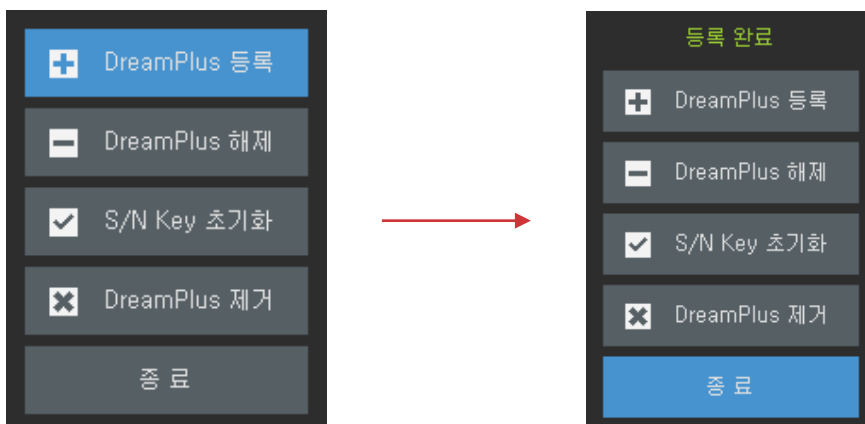 DreamPlus 등록
DreamPlus 해제
S/N Key 초기화
DreamPlus 제거
종 료
등록 완료
DreamPlus 등록
DreamPlus 해제
S/N Key 초기화
DreamPlus 제거
종 료